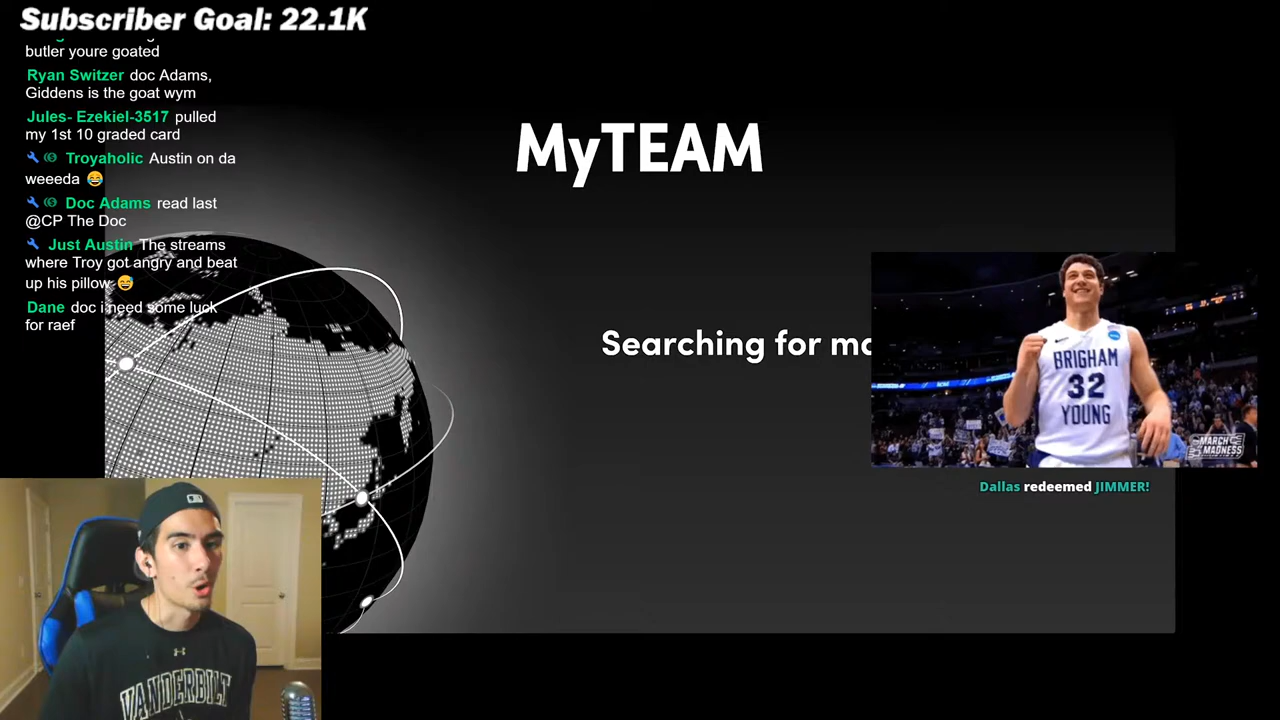 Subscriber Goal: 22.1K
butler youre goated
Ryan Switzer doc Adams,
Giddens is the goat wym
Jules- Ezekiel-3517 pulled
my 1st 10 graded card
Troyaholic Austin on da
weeeda 😂
Doc Adams read last
@CP The Doc
Just Austin The streams
where Troy got angry and beat
up his pillow 😅
Dane doc i need some luck
for raef
MyTEAM
Searching for
BRIGHAM
32
YOUNG
MARCH
MADNESS
Dallas redeemed JIMMER!
VANDERBILT